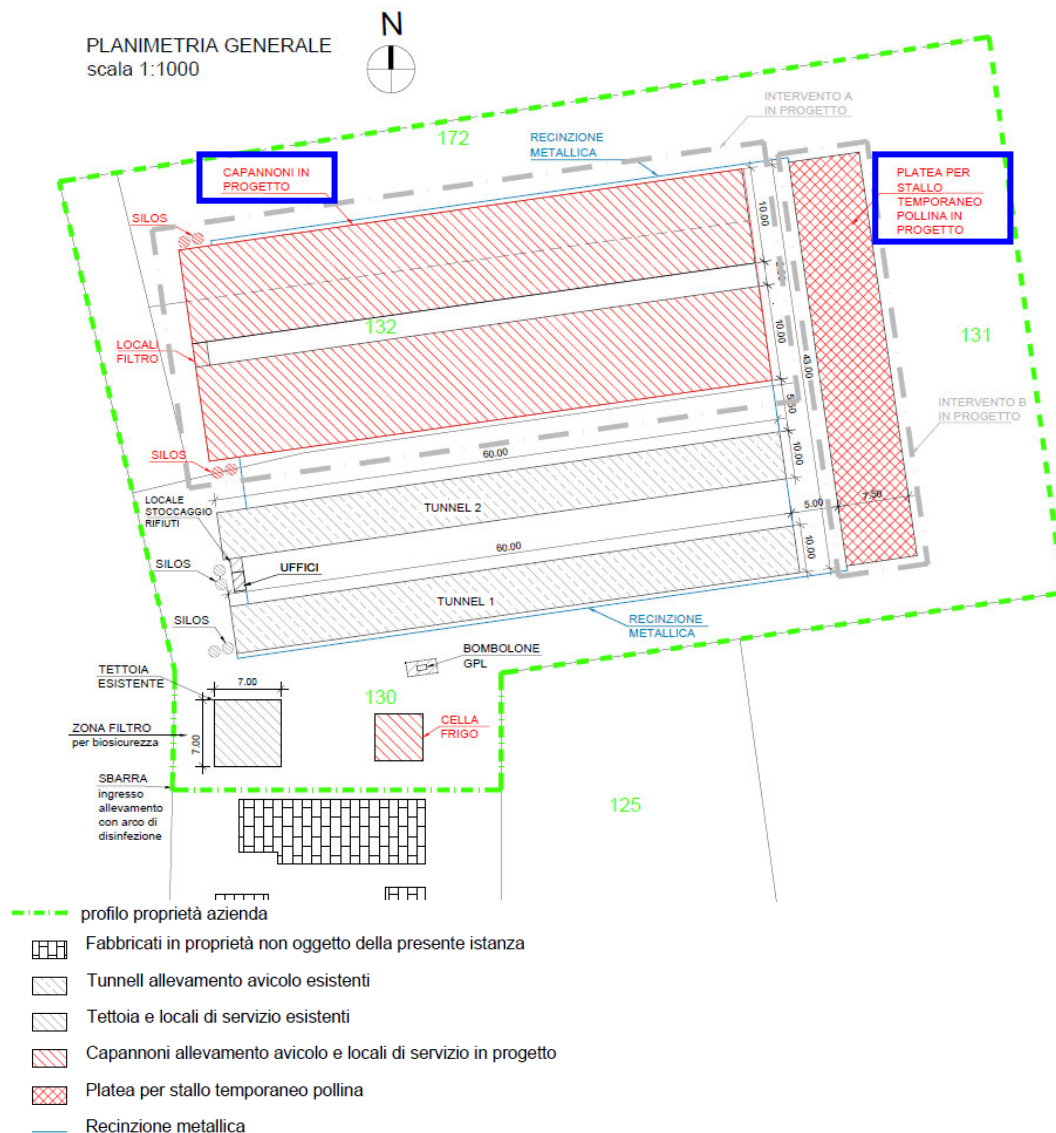 N
PLANIMETRIA GENERALE
scala 1:1000
INTERVENTO A
IN PROGETTO
172
RECINZIONE
METALLICA
CAPANNONI IN
PROGETTO
PLATEA PER
STALLO
TEMPORANEO
POLLINA IN
PROGETTO
SILOS
10.00
132
131
LOCALI
FILTRO
10.00
43.00
INTERVENTO B
IN PROGETTO
5.50
SILOS
60.00
10.00
LOCALE
STOCCAGGIO
RIFIUTI
TUNNEL 2
5.00
7.50
SILOS
UFFICI
60.00
10.00
TUNNEL 1
SILOS
RECINZIONE
METALLICA
BOMBOLONE
GPL
TETTOIA
ESISTENTE
7.00
130
ZONA FILTRO
per biosicurezza
7.00
CELLA
FRIGO
SBARRA
ingresso
allevamento
con arco di
disinfezione
125
profilo proprietà azienda
Fabbricati in proprietà non oggetto della presente istanza
Tunnell allevamento avicolo esistenti
Tettoia e locali di servizio esistenti
Capannoni allevamento avicolo e locali di servizio in progetto
Platea per stallo temporaneo pollina
Recinzione metallica